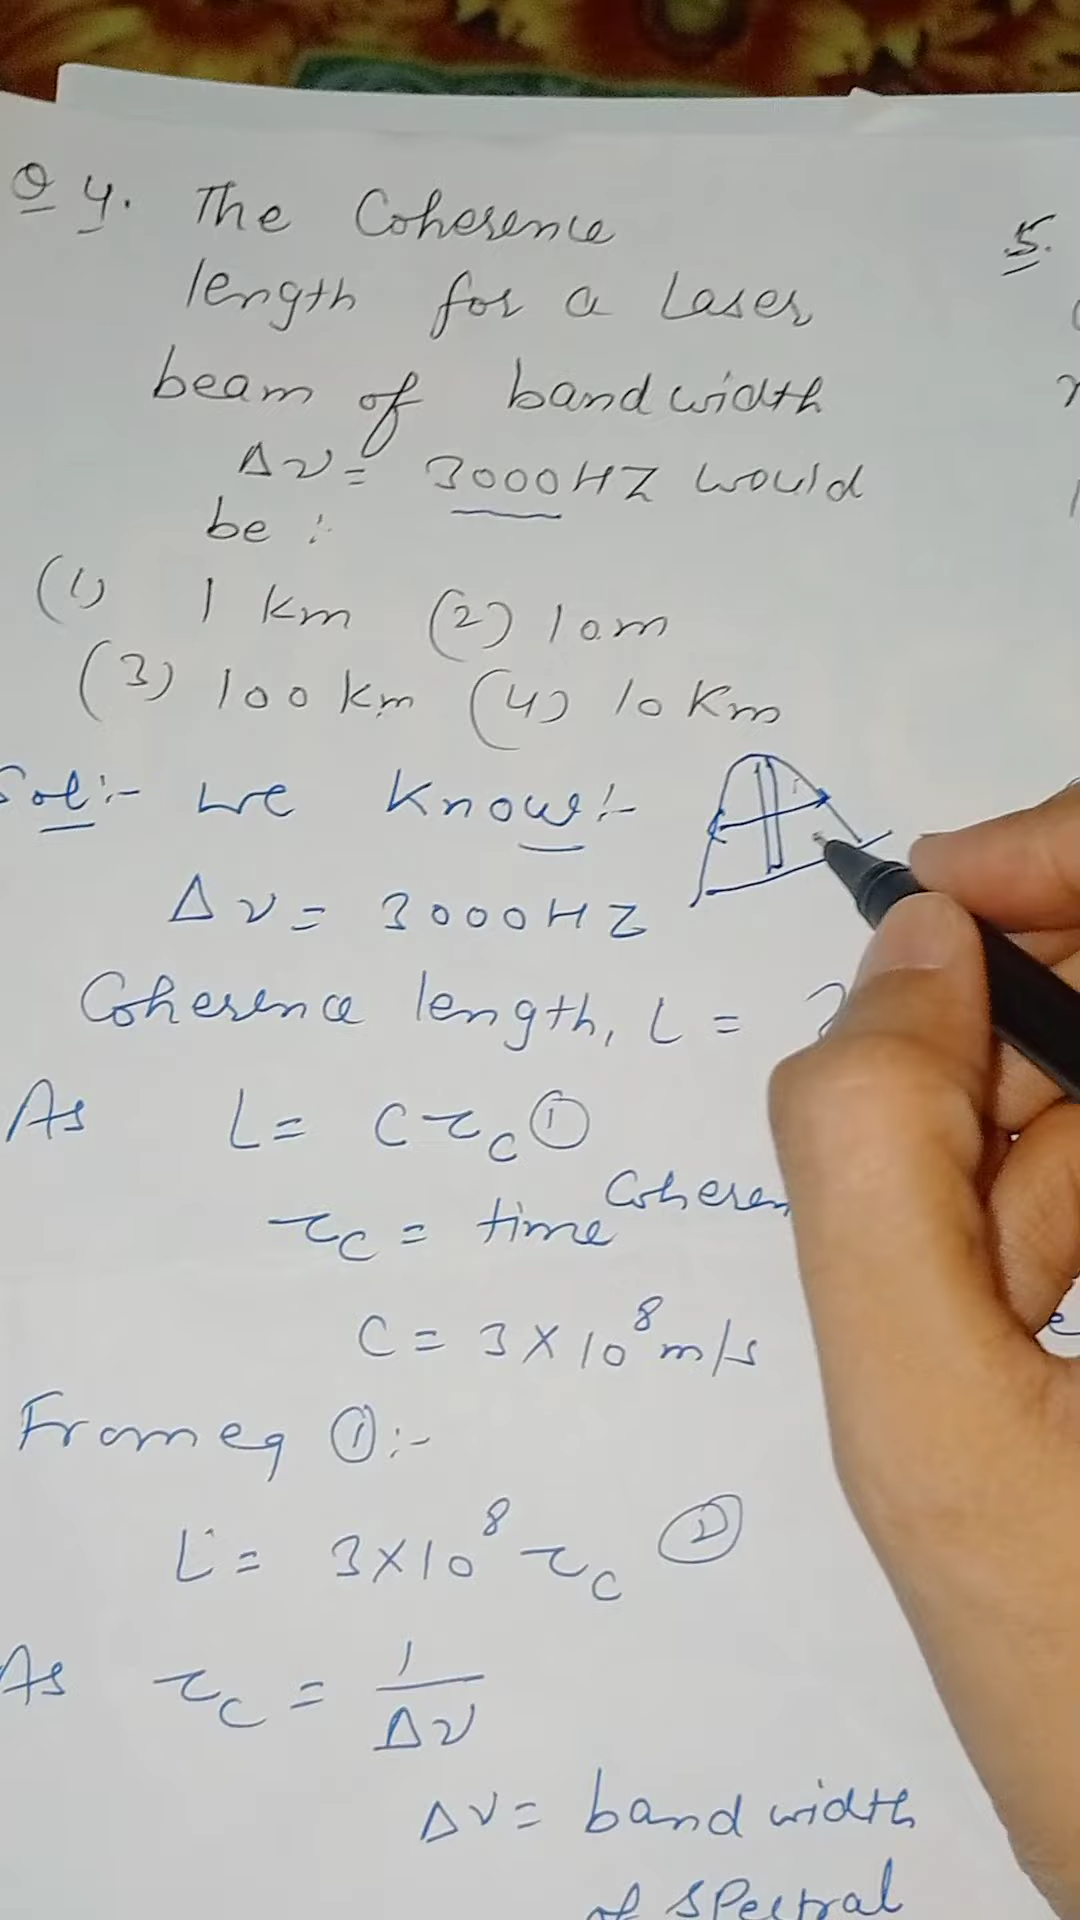 Q 4. The Coherence
length for a Laser
beam of bandwidth
Δν = 3000HZ would
be :
(1) 1 km (2) 10m
(3) 100 km (4) 10 Km
Sol:- We know:-
Δν = 3000HZ
Coherence length, L = ?
As L = Cτc ①
τc = time Coheren
C = 3×10⁸ m/s
From eq ①:-
L = 3×10⁸ τc ②
As τc = 1/Δν
Δν = band width
of spectral
5.